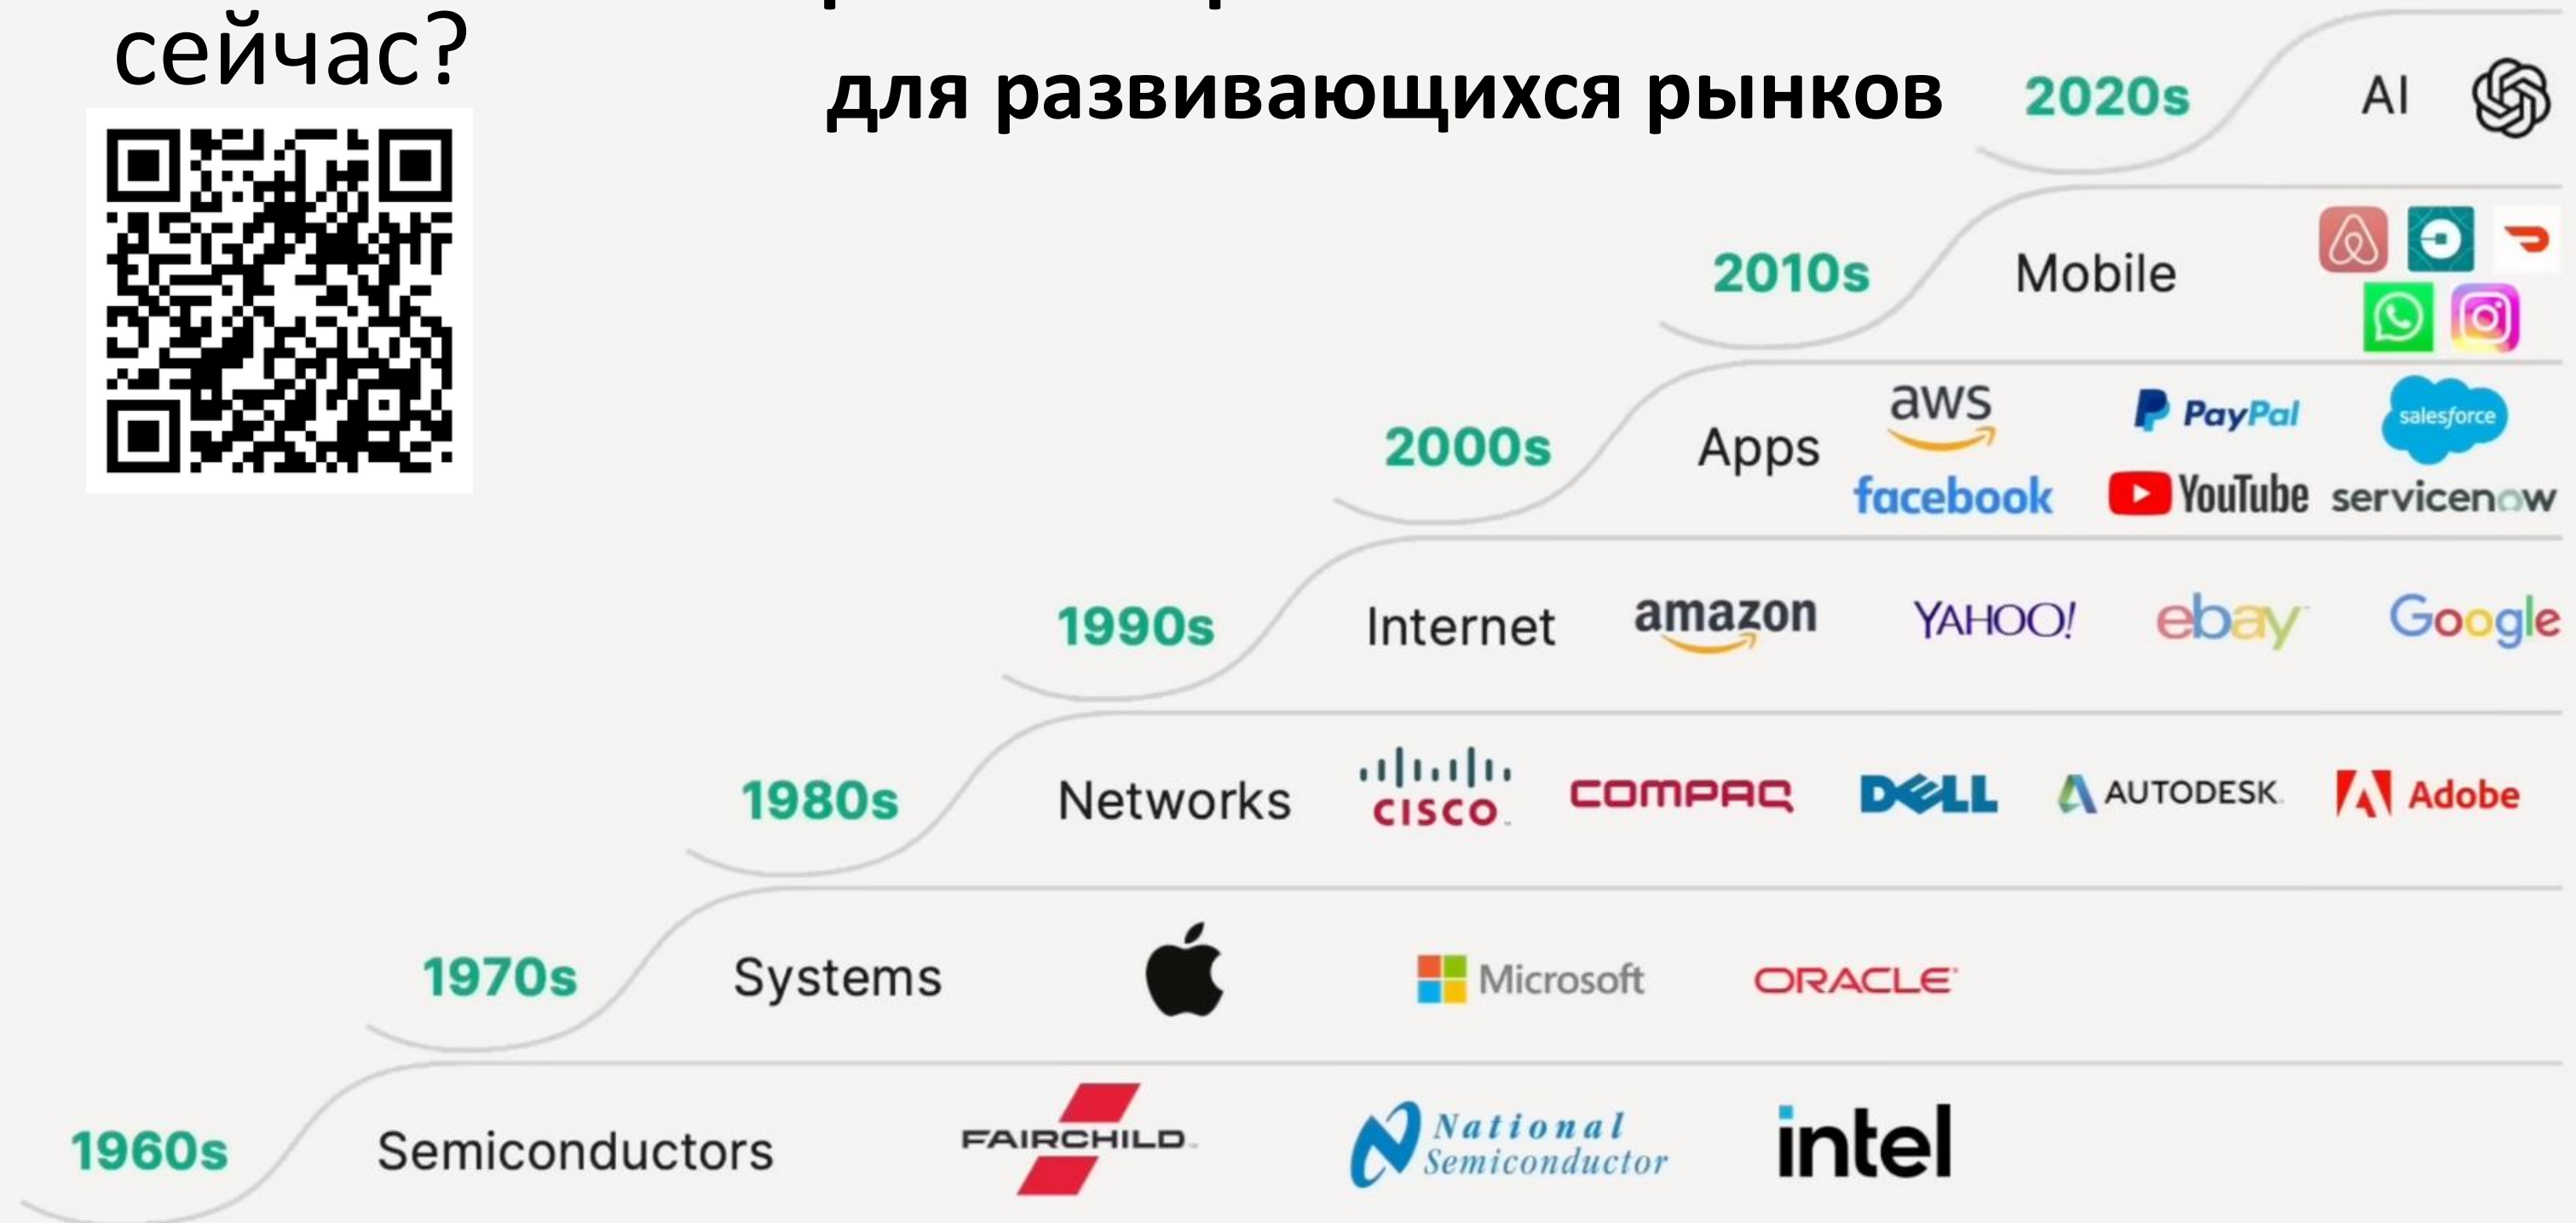 сейчас?
для развивающихся рынков
2020s AI
2010s Mobile
2000s Apps aws PayPal salesforce
facebook YouTube servicenow
1990s Internet amazon YAHOO! ebay Google
1980s Networks CISCO COMPAQ DELL AUTODESK Adobe
1970s Systems Microsoft ORACLE
1960s Semiconductors FAIRCHILD National Semiconductor intel